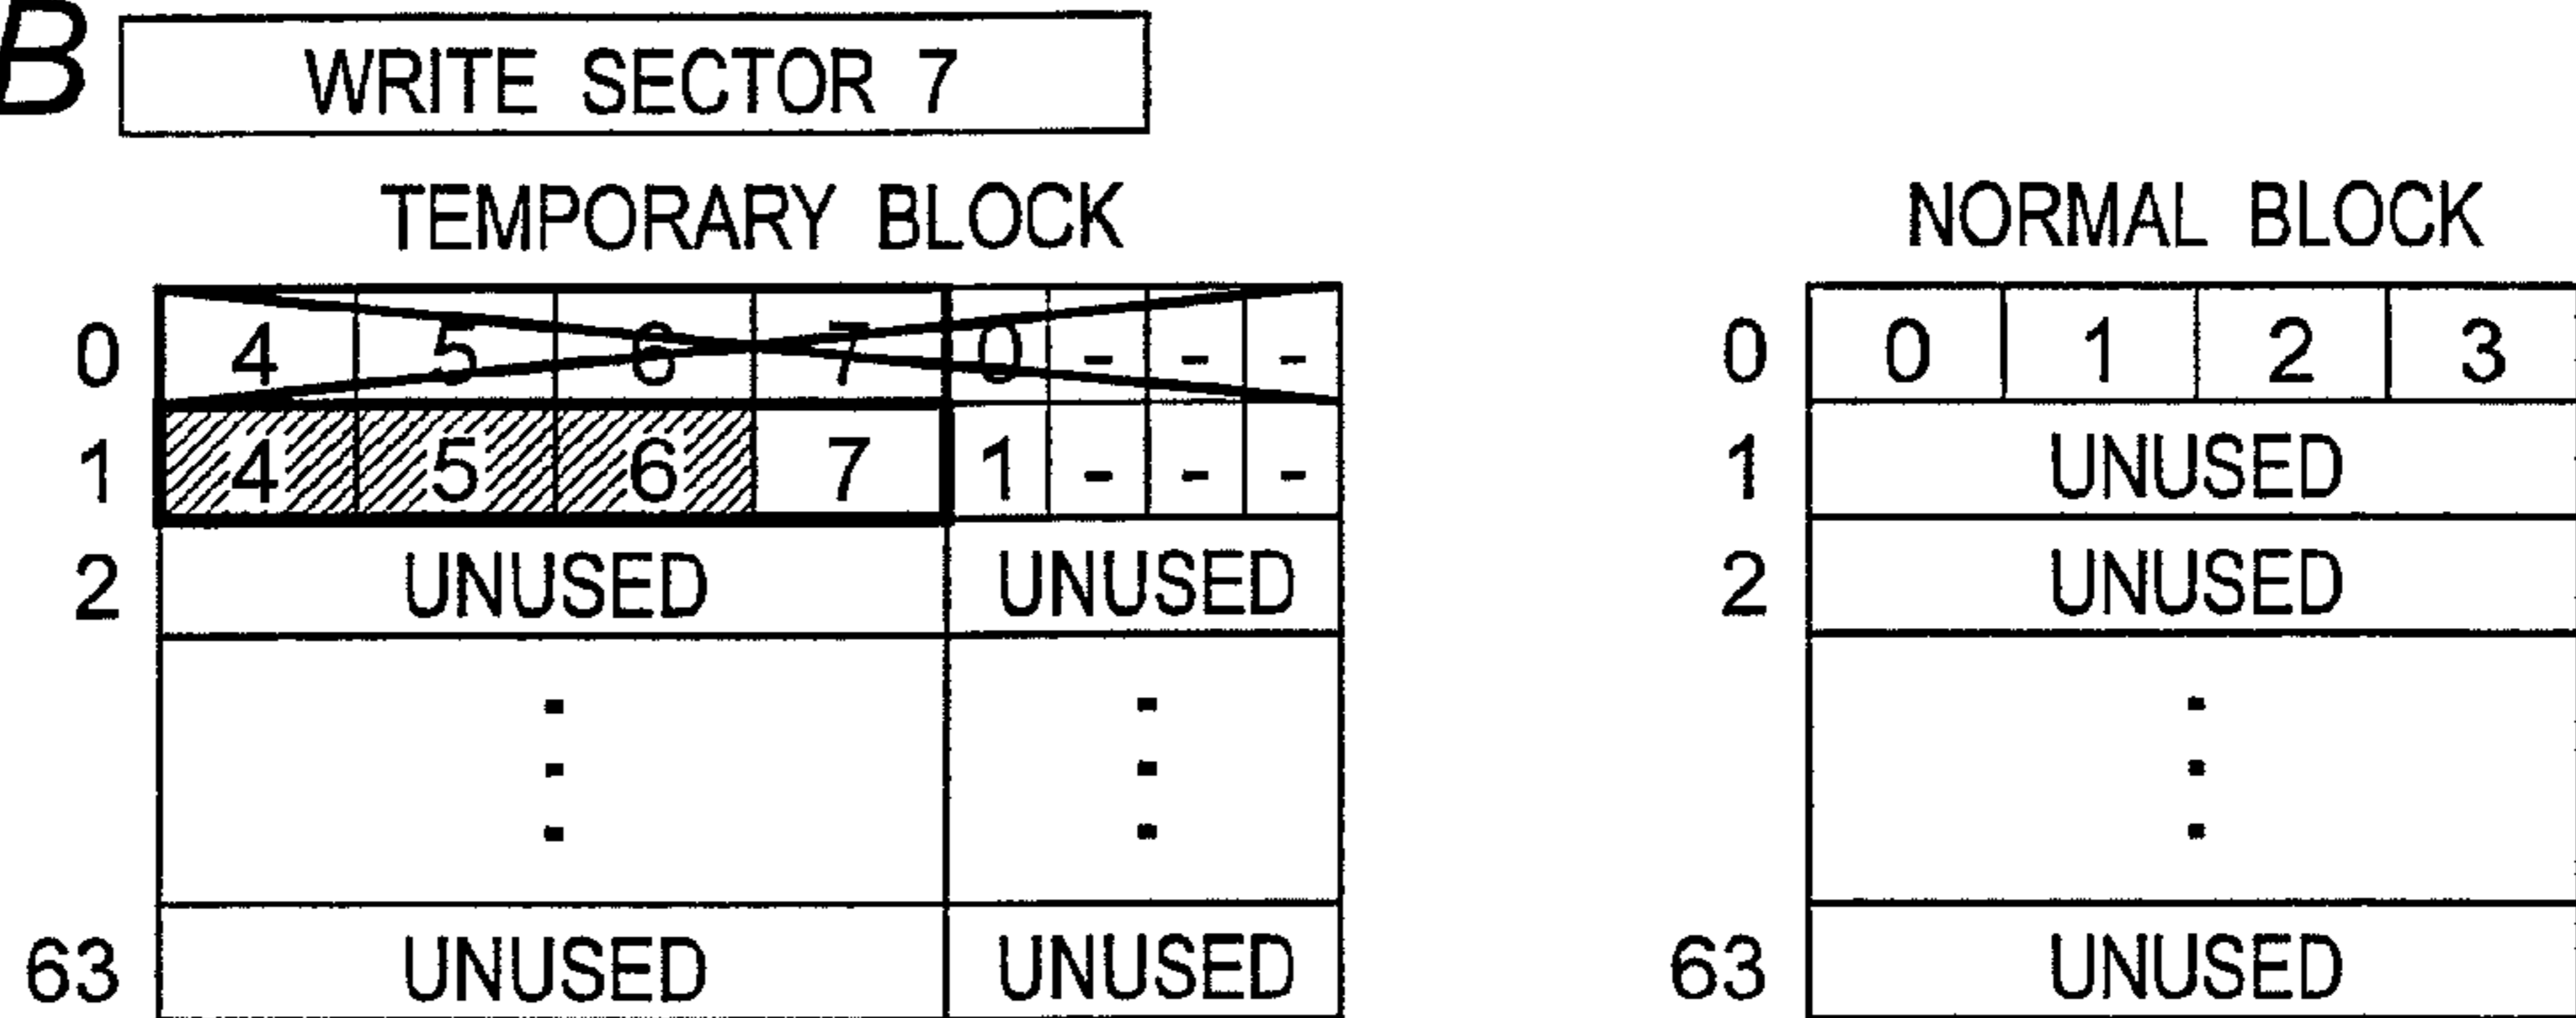 B WRITE SECTOR 7
TEMPORARY BLOCK NORMAL BLOCK
0 4 5 6 7 0 - - - 0 0 1 2 3
1 4 5 6 7 1 - - - 1 UNUSED
2 UNUSED UNUSED 2 UNUSED
63 UNUSED UNUSED 63 UNUSED